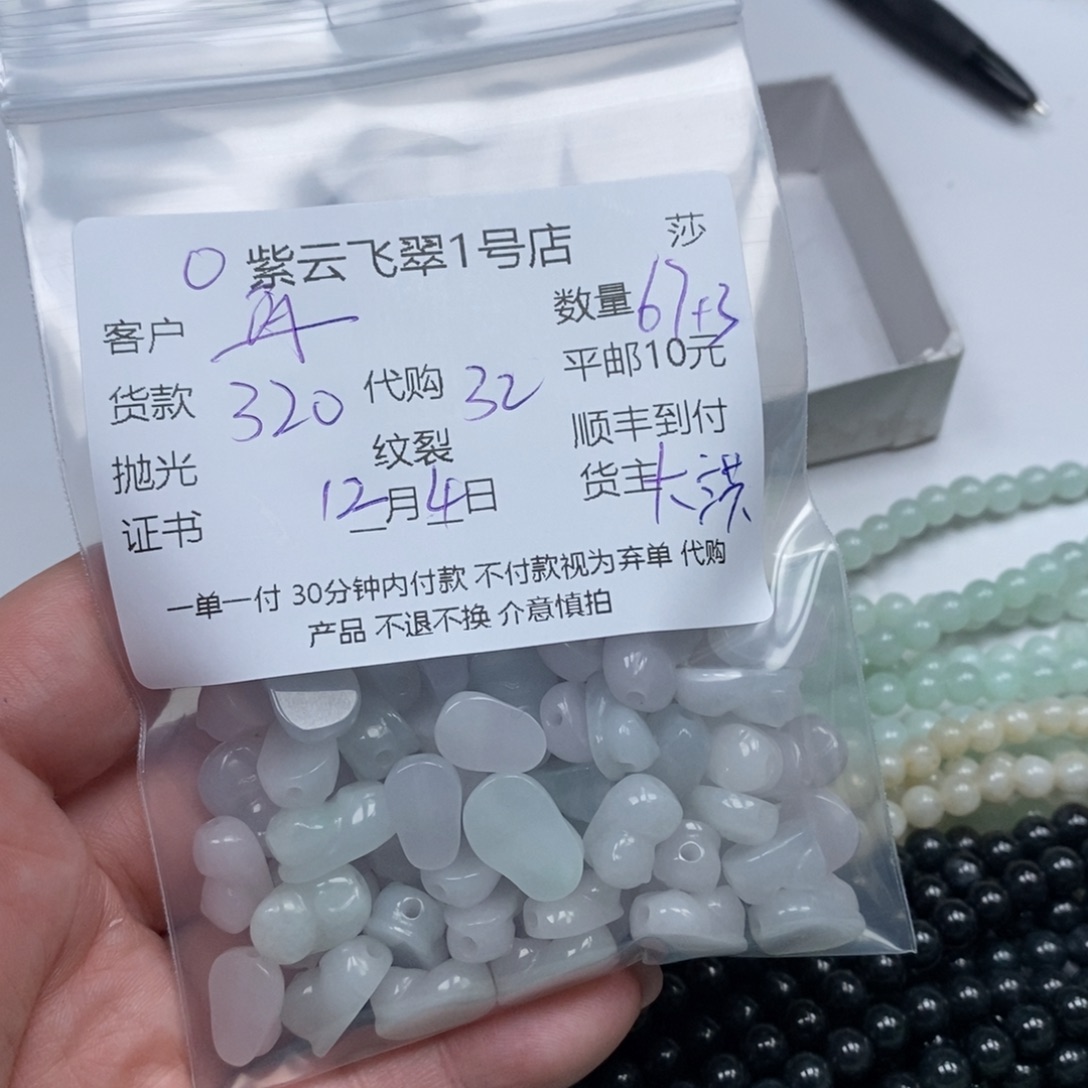 莎
O 紫云飞翠1号店
客户 数量 67+3
货款 320 代购 32 平邮10元
抛光 纹裂 顺丰到付
证书 12月4日 货主 大洪
一单一付 30分钟内付款 不付款视为弃单 代购
产品 不退不换 介意慎拍